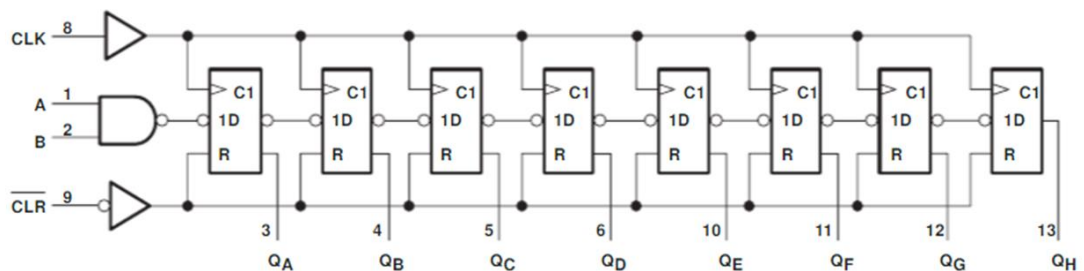 CLK 8
C1 C1 C1 C1 C1 C1 C1 C1
A 1
1D 1D 1D 1D 1D 1D 1D 1D
B 2
R R R R R R R R
CLR 9
3 4 5 6 10 11 12 13
QA QB QC QD QE QF QG QH